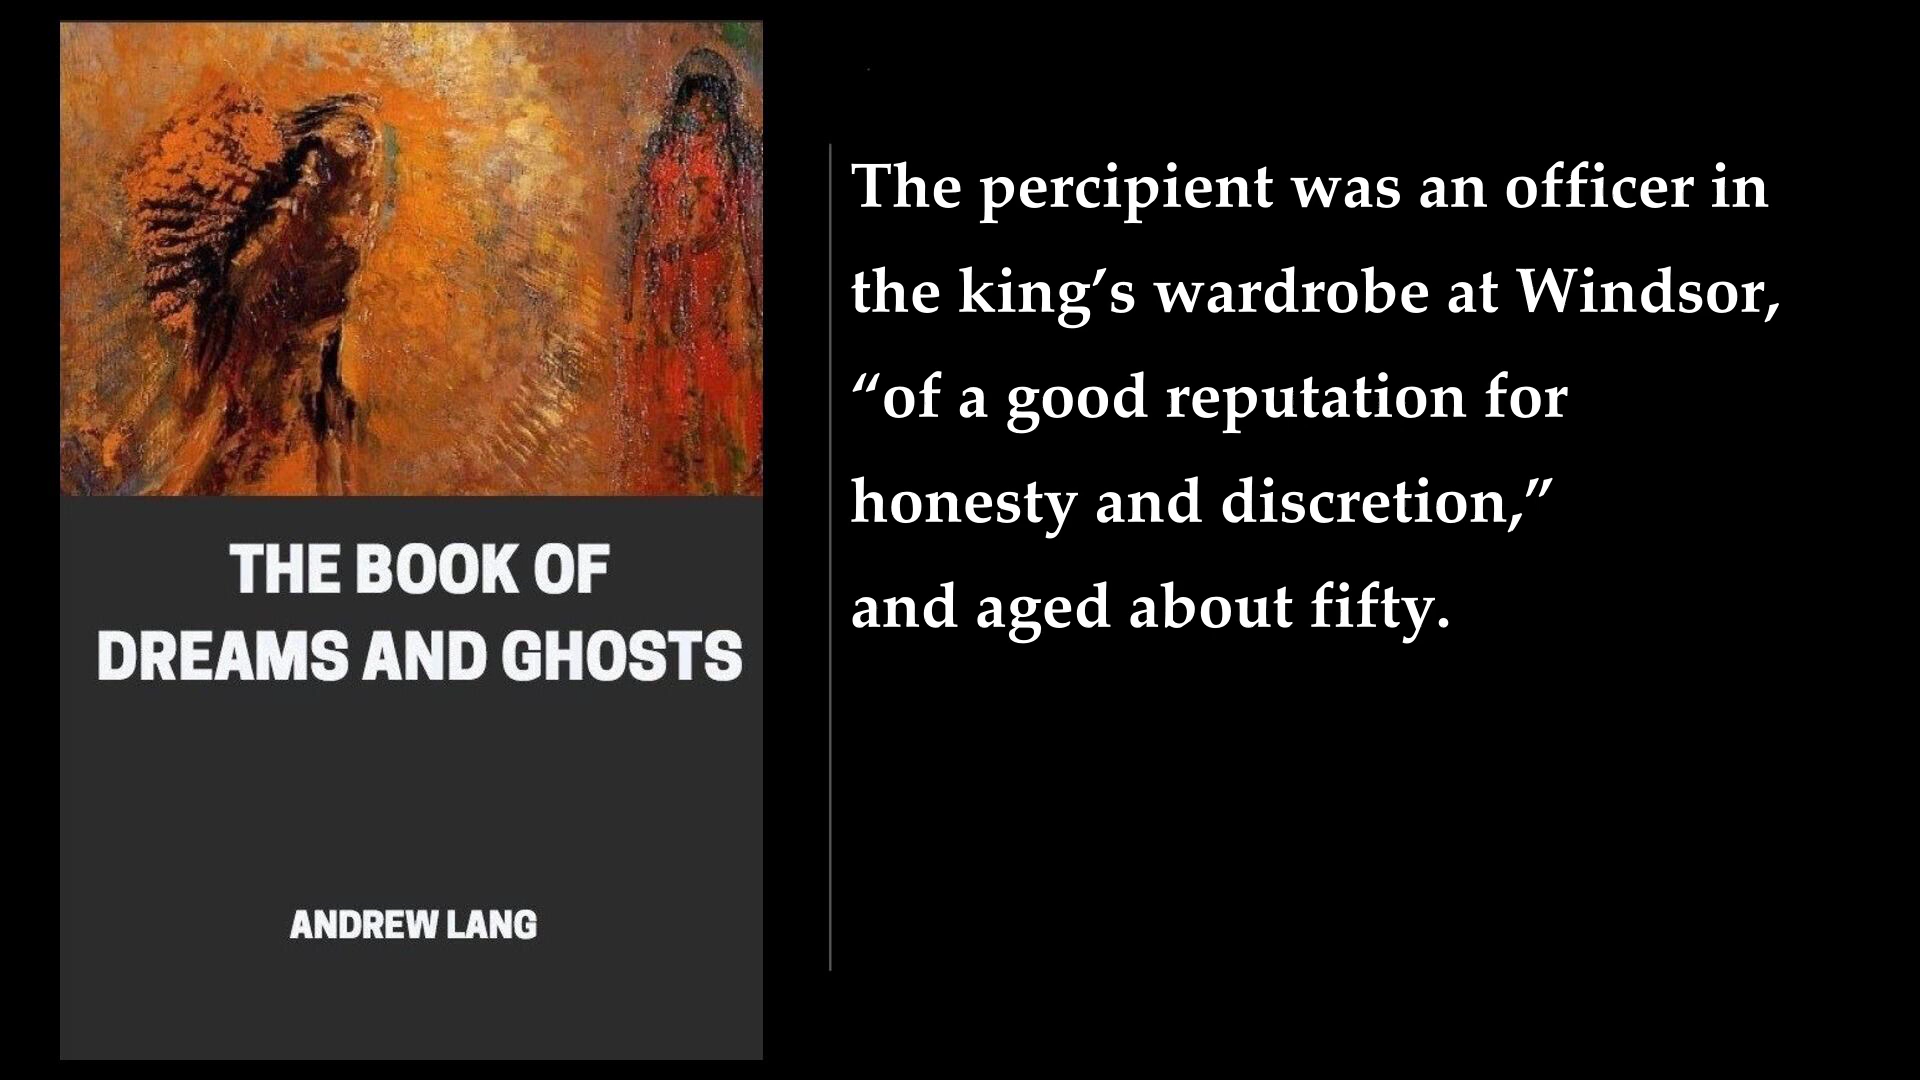 THE BOOK OF
DREAMS AND GHOSTS
ANDREW LANG
The percipient was an officer in
the king’s wardrobe at Windsor,
“of a good reputation for
honesty and discretion,”
and aged about fifty.